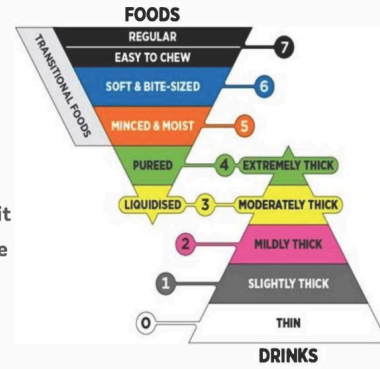 FOODS
REGULAR
EASY TO CHEW
7
TRANSITIONAL FOODS
SOFT & BITE-SIZED
6
MINCED & MOIST
5
PUREED
4
EXTREMELY THICK
LIQUIDISED
3
MODERATELY THICK
it
2
MILDLY THICK
e
1
SLIGHTLY THICK
0
THIN
DRINKS